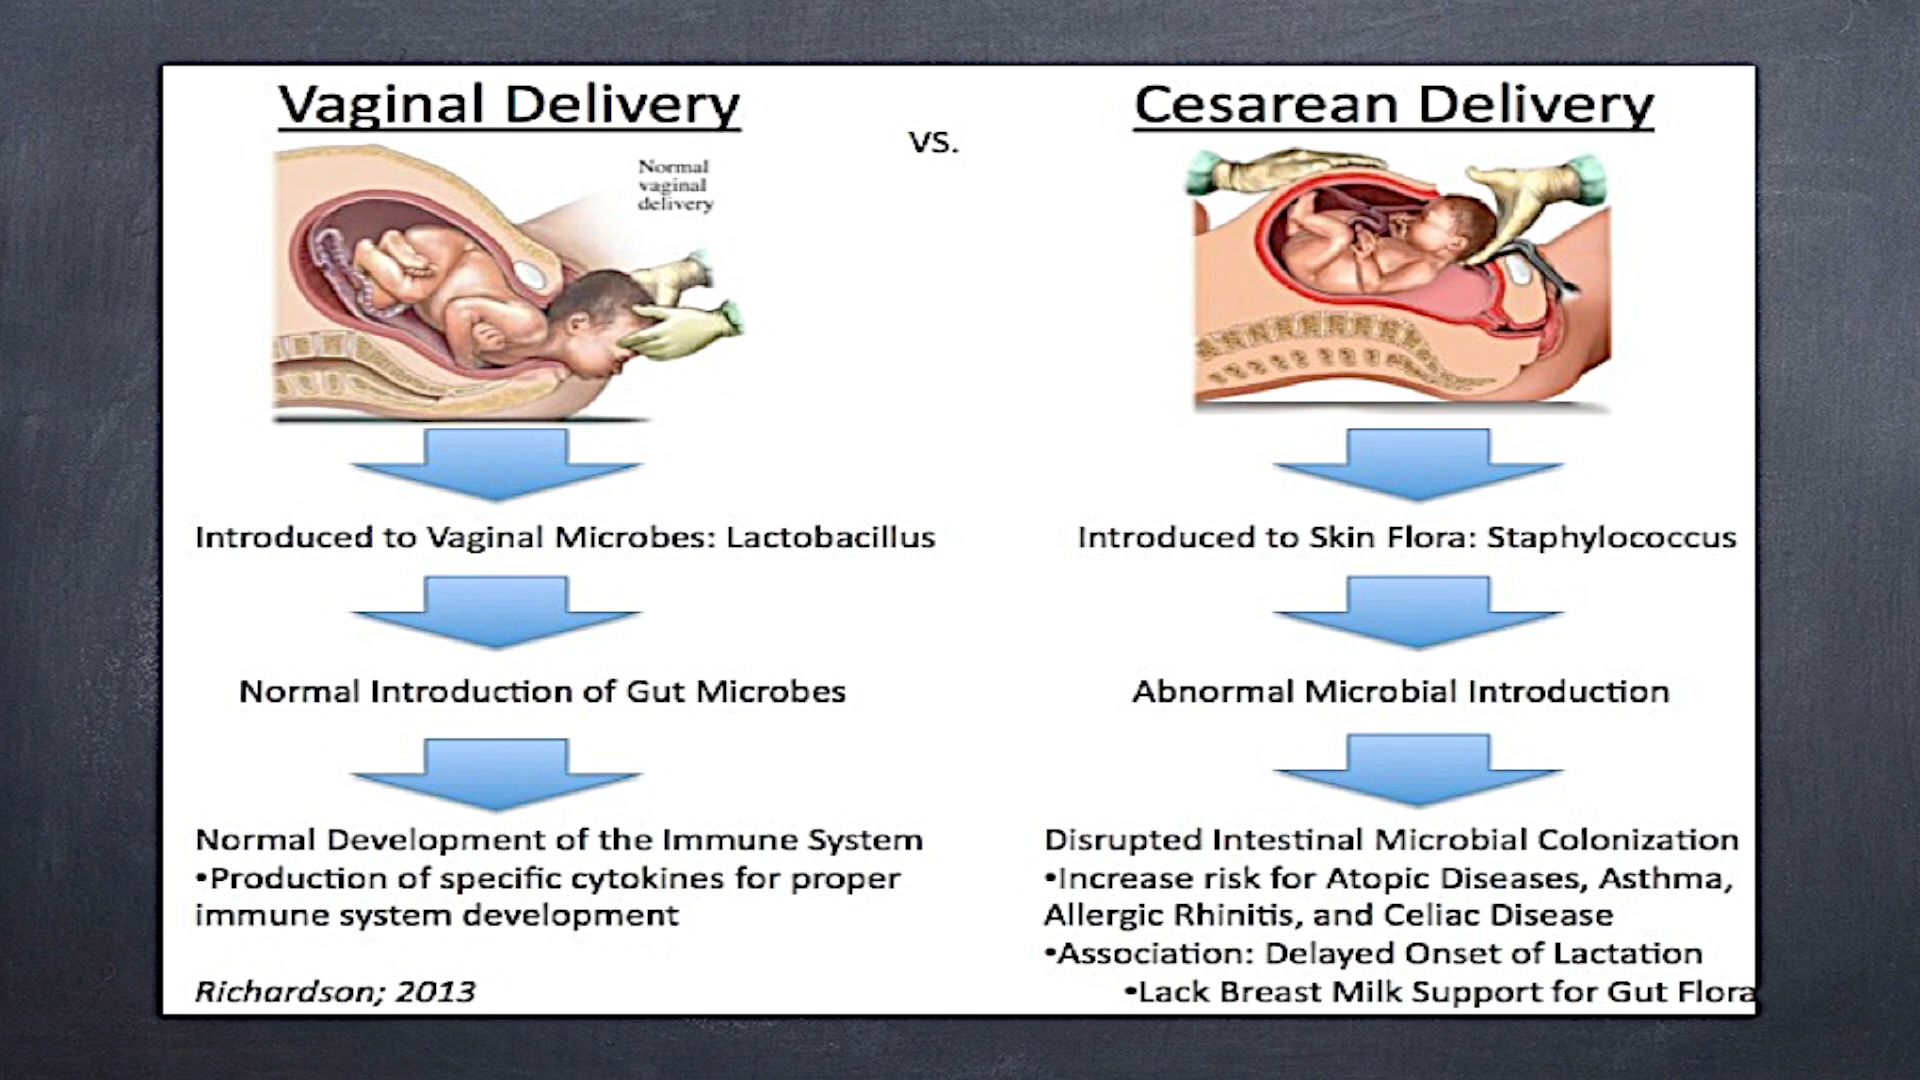 Vaginal Delivery
vs.
Cesarean Delivery
Normal
vaginal
delivery
Introduced to Vaginal Microbes: Lactobacillus
Normal Introduction of Gut Microbes
Normal Development of the Immune System
•Production of specific cytokines for proper
immune system development
Richardson; 2013
Introduced to Skin Flora: Staphylococcus
Abnormal Microbial Introduction
Disrupted Intestinal Microbial Colonization
•Increase risk for Atopic Diseases, Asthma,
Allergic Rhinitis, and Celiac Disease
•Association: Delayed Onset of Lactation
•Lack Breast Milk Support for Gut Flora